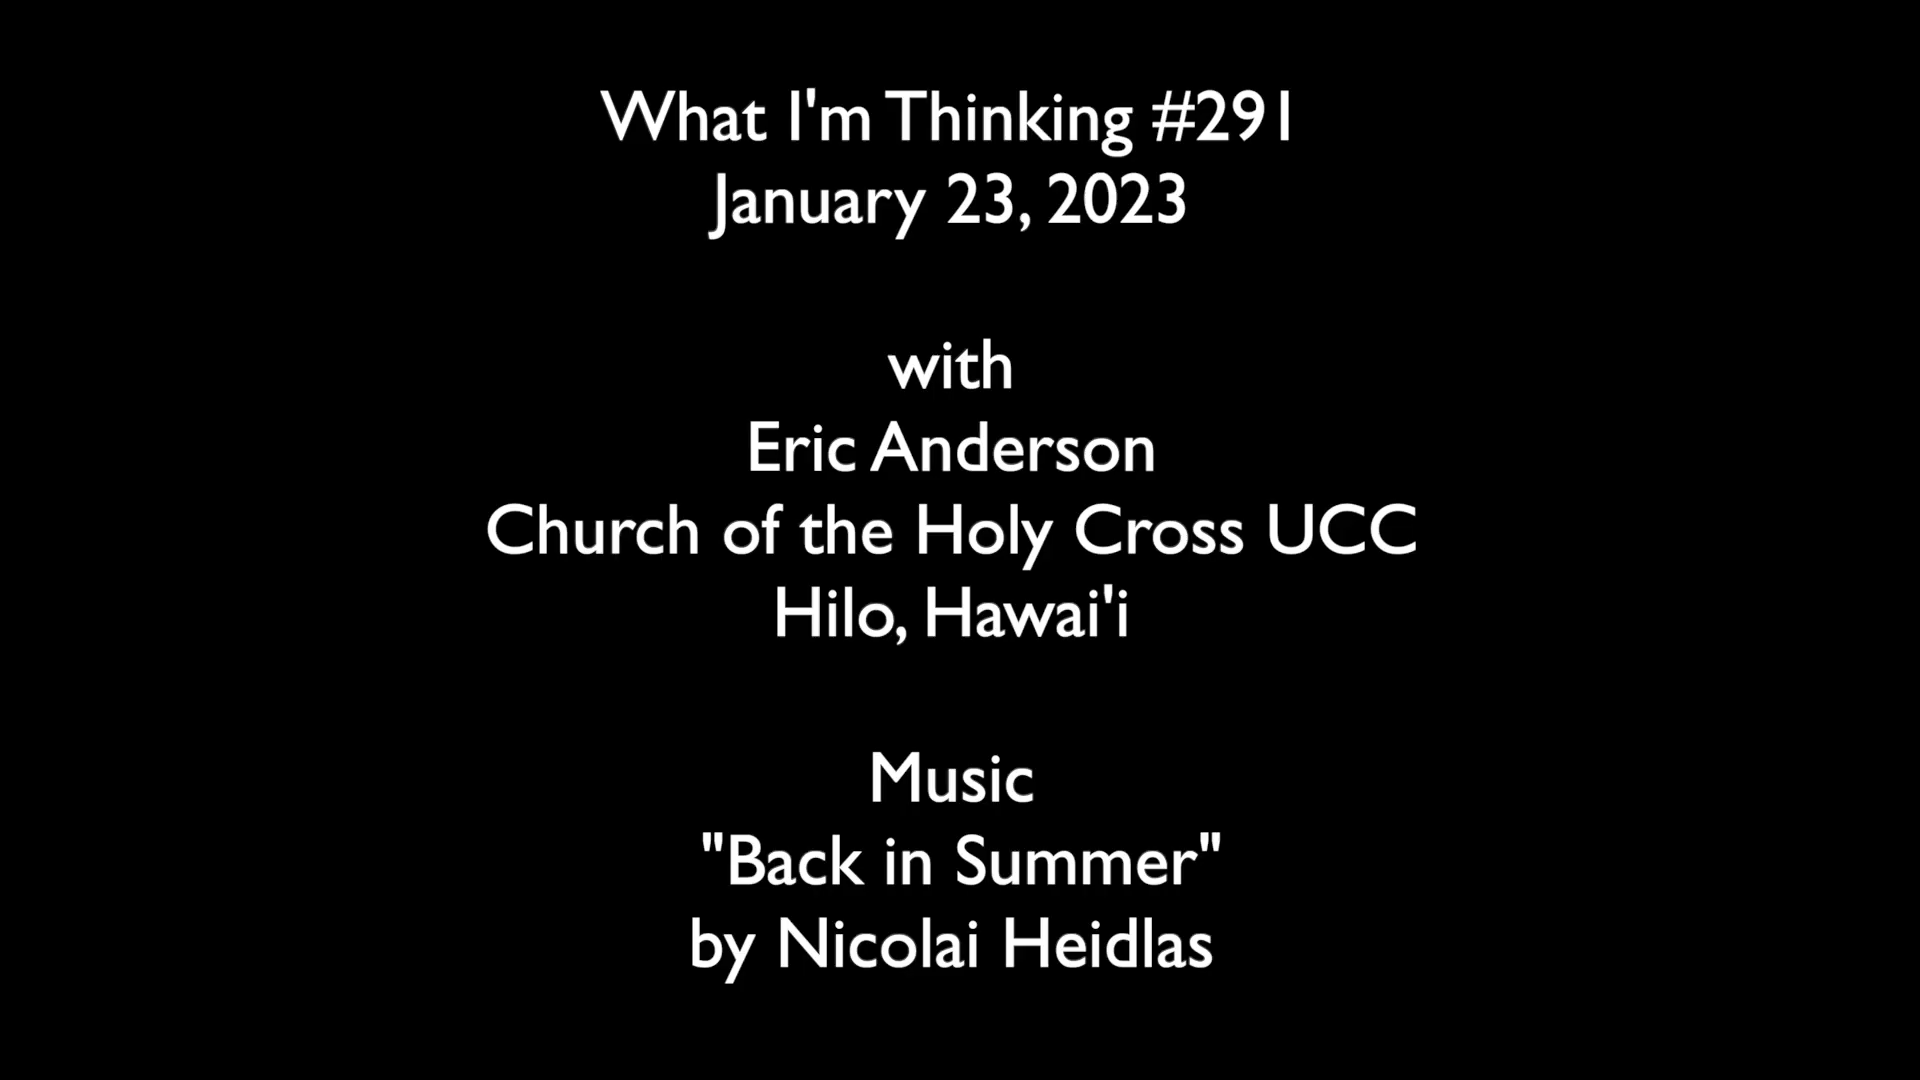 What I'm Thinking #291
January 23, 2023
with
Eric Anderson
Church of the Holy Cross UCC
Hilo, Hawai'i
Music
"Back in Summer"
by Nicolai Heidlas